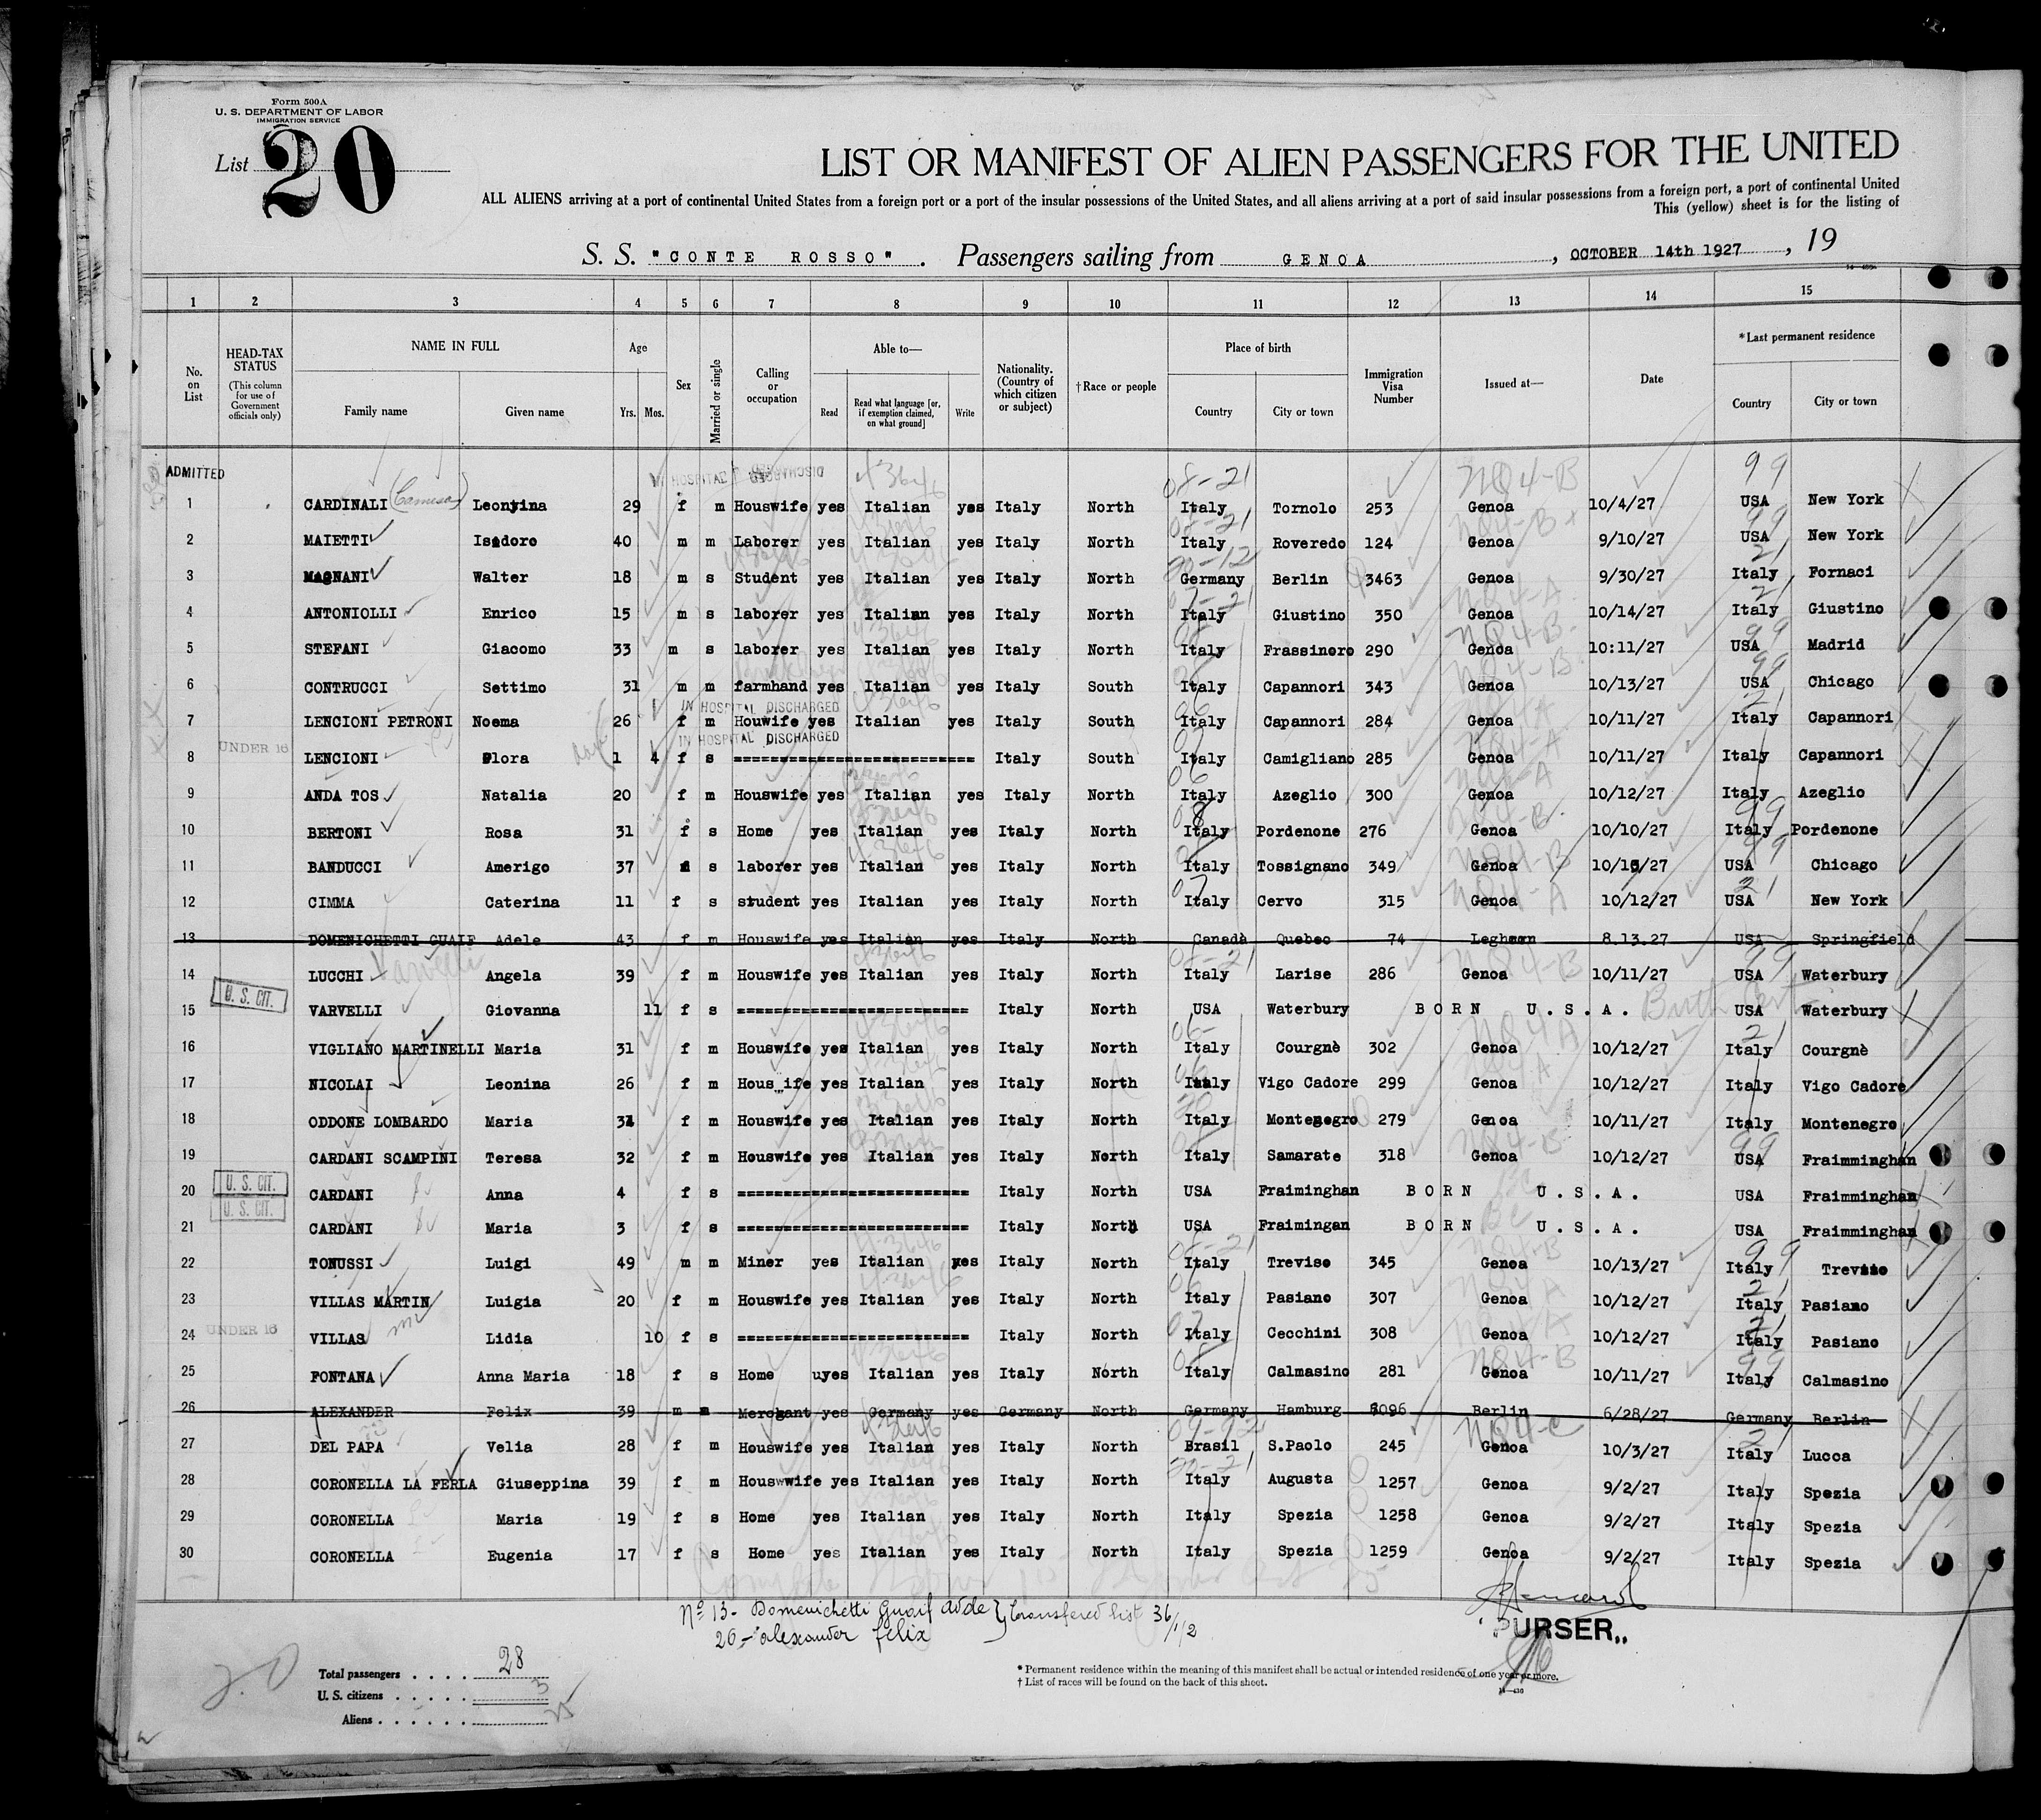 Form 500A
U. S. DEPARTMENT OF LABOR
IMMIGRATION SERVICE
List 20
LIST OR MANIFEST OF ALIEN PASSENGERS FOR THE UNITED
ALL ALIENS arriving at a port of continental United States from a foreign port or a port of the insular possessions of the United States, and all aliens arriving at a port of said insular possessions from a foreign port, a port of continental United
This (yellow) sheet is for the listing of
S. S. "CONTE ROSSO". Passengers sailing from GENOA, OCTOBER 14th 1927, 19
1 2 3 4 5 6 7 8 9 10 11 12 13 14 15
No. on List
HEAD-TAX STATUS (This column for use of Government officials only)
NAME IN FULL Family name Given name
Age Yrs. Mos.
Sex
Married or single
Calling or occupation
Able to— Read Read what language [or, if exemption claimed, on what ground] Write
Nationality. (Country of which citizen or subject)
†Race or people
Place of birth Country City or town
Immigration Visa Number
Issued at—
Date
*Last permanent residence Country City or town
ADMITTED
1 CARDINALI Leontina 29 f m Houswife yes Italian yes Italy North Italy Tornolo 253 Genoa 10/4/27 USA New York
2 MAIETTI Isidoro 40 m m Laborer yes Italian yes Italy North Italy Roveredo 124 Genoa 9/10/27 USA New York
3 MAGNANI Walter 18 m s Student yes Italian yes Italy North Germany Berlin 3463 Genoa 9/30/27 Italy Fornaci
4 ANTONIOLLI Enrico 15 m s laborer yes Italian yes Italy North Italy Giustino 350 Genoa 10/14/27 Italy Giustino
5 STEFANI Giacomo 33 m s laborer yes Italian yes Italy North Italy Frassinoro 290 Genoa 10:11/27 USA Madrid
6 CONTRUCCI Settimo 31 m m farmhand yes Italian yes Italy South Italy Capannori 343 Genoa 10/13/27 USA Chicago
IN HOSPITAL DISCHARGED
7 LENCIONI PETRONI Noema 26 f m Houwife yes Italian yes Italy South Italy Capannori 284 Genoa 10/11/27 Italy Capannori
IN HOSPITAL DISCHARGED
UNDER 16
8 LENCIONI Flora 1 4 f s ========================== Italy South Italy Camigliano 285 Genoa 10/11/27 Italy Capannori
9 ANDA TOS Natalia 20 f m Houswife yes Italian yes Italy North Italy Azeglio 300 Genoa 10/12/27 Italy Azeglio
10 BERTONI Rosa 31 f s Home yes Italian yes Italy North Italy Pordenone 276 Genoa 10/10/27 Italy Pordenone
11 BANDUCCI Amerigo 37 s laborer yes Italian yes Italy North Italy Tossignano 349 Genoa USA Chicago
12 CIMMA Caterina 11 f s student yes Italian yes Italy North Italy Cervo 315 Genoa 10/12/27 USA New York
13 DOMENICHETTI GUAIF Adele 43 f m Houswife yes Italian yes Italy North Canadà Quebec 74 8.13.27 USA Springfield
14 LUCCHI Varvelli Angela 39 f m Houswife yes Italian yes Italy North Italy Larise 286 Genoa 10/11/27 USA Waterbury
U. S. CIT.
15 VARVELLI Giovanna 11 f s ========================= Italy North USA Waterbury BORN U.S.A. Birth Cert USA Waterbury
16 VIGLIANO MARTINELLI Maria 31 f m Houswife yes Italian yes Italy North Italy Courgnè 302 Genoa 10/12/27 Italy Courgnè
17 NICOLAI Leonina 26 f m Hous ife yes Italian yes Italy North Italy Vigo Cadore 299 Genoa 10/12/27 Italy Vigo Cadore
18 ODDONE LOMBARDO Maria f m Houswife yes Italian yes Italy North Italy Montenegro 279 Genoa 10/11/27 Italy Montenegro
19 CARDANI SCAMPINI Teresa 32 f m Houswife yes Italian yes Italy North Italy Samarate 318 Genoa 10/12/27 USA Fraimminghan
U. S. CIT.
20 CARDANI Anna 4 f s ========================= Italy North USA Fraiminghan BORN U.S.A. USA Fraimminghan
U. S. CIT.
21 CARDANI Maria 3 f s ========================= Italy North USA Fraimingan BORN U.S.A. USA Fraimminghan
22 TONUSSI Luigi 49 m m Miner yes Italian yes Italy North Italy Treviso 345 Genoa 10/13/27 Italy Treviso
23 VILLAS MARTIN Luigia 20 f m Houswife yes Italian yes Italy North Italy Pasiano 307 Genoa 10/12/27 Italy Pasiano
UNDER 16
24 VILLAS Lidia 10 f s ========================= Italy North Italy Cecchini 308 Genoa 10/12/27 Italy Pasiano
25 FONTANA Anna Maria 18 f s Home uyes Italian yes Italy North Italy Calmasino 281 Genoa 10/11/27 Italy Calmasino
26 ALEXANDER Felix 39 m m Merchant yes Germany yes Germany North Germany Hamburg 6096 Berlin 6/28/27 Germany Berlin
27 DEL PAPA Velia 28 f m Houswife yes Italian yes Italy North Brasil S.Paolo 245 Genoa 10/3/27 Italy Lucca
28 CORONELLA LA FERLA Giuseppina 39 f m Houswwife yes Italian yes Italy North Italy Augusta 1257 Genoa 9/2/27 Italy Spezia
29 CORONELLA Maria 19 f s Home yes Italian yes Italy North Italy Spezia 1258 Genoa 9/2/27 Italy Spezia
30 CORONELLA Eugenia 17 f s Home yes Italian yes Italy North Italy Spezia 1259 Genoa 9/2/27 Italy Spezia
Nº 13- Domenichetti Guaif Adele } transfered list 36/1/2
26 - alexander felix
PURSER
20
Total passengers . . . . 28
U. S. citizens . . . . . 3
Aliens . . . . . . 25
* Permanent residence within the meaning of this manifest shall be actual or intended residence of one year or more.
† List of races will be found on the back of this sheet.